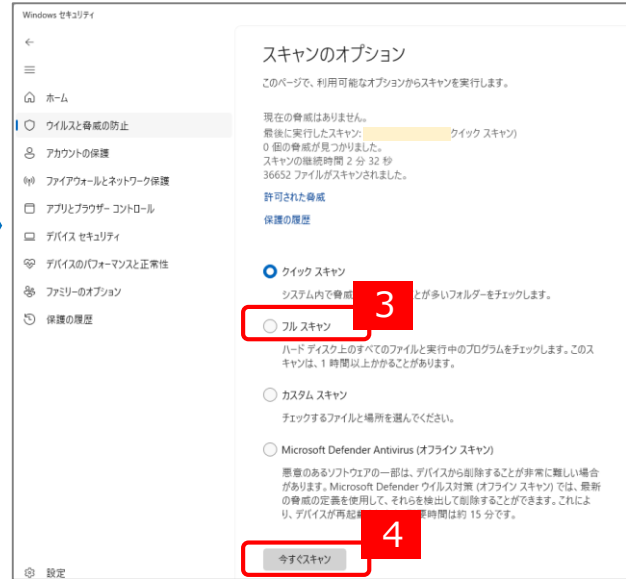 Windows セキュリティ
ホーム
ウイルスと脅威の防止
アカウントの保護
ファイアウォールとネットワーク保護
アプリとブラウザー コントロール
デバイス セキュリティ
デバイスのパフォーマンスと正常性
ファミリーのオプション
保護の履歴
設定
スキャンのオプション
このページで、利用可能なオプションからスキャンを実行します。
現在の脅威はありません。
最後に実行したスキャン: クイック スキャン)
0 個の脅威が見つかりました。
スキャンの継続時間 2 分 32 秒
36652 ファイルがスキャンされました。
許可された脅威
保護の履歴
クイック スキャン
システム内で脅威 とが多いフォルダーをチェックします。
3
フル スキャン
ハード ディスク上のすべてのファイルと実行中のプログラムをチェックします。このス
キャンは、1 時間以上かかることがあります。
カスタム スキャン
チェックするファイルと場所を選んでください。
Microsoft Defender Antivirus (オフライン スキャン)
悪意のあるソフトウェアの一部は、デバイスから削除することが非常に難しい場合
があります。Microsoft Defender ウイルス対策 (オフライン スキャン) では、最新
の脅威の定義を使用して、それらを検出して削除することができます。これによ
り、デバイスが再起 時間は約 15 分です。
4
今すぐスキャン